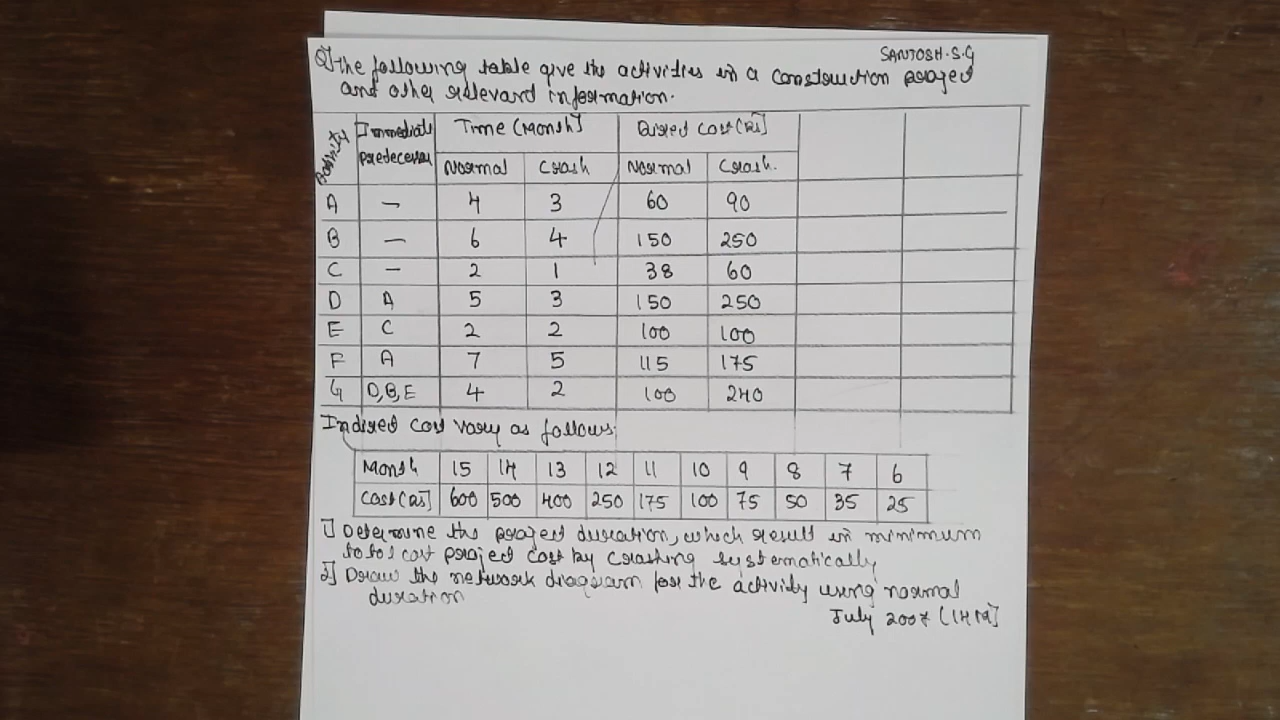 SANTOSH.S.G
Q] The following table give the activities in a construction project
and other relevant information.
Activity Immediate predecessor Time [Month] Direct cost [Rs]
Normal Crash Normal Crash.
A - 4 3 60 90
B - 6 4 150 250
C - 2 1 38 60
D A 5 3 150 250
E C 2 2 100 100
F A 7 5 115 175
G D,B,E 4 2 100 240
Indirect cost vary as follows:
Month 15 14 13 12 11 10 9 8 7 6
Cost [Rs] 600 500 400 250 175 100 75 50 35 25
1] Determine the project duration, which result in minimum
total cost project cost by crashing systematically
2] Draw the network diagram for the activity using normal
duration
July 2007 [14M]